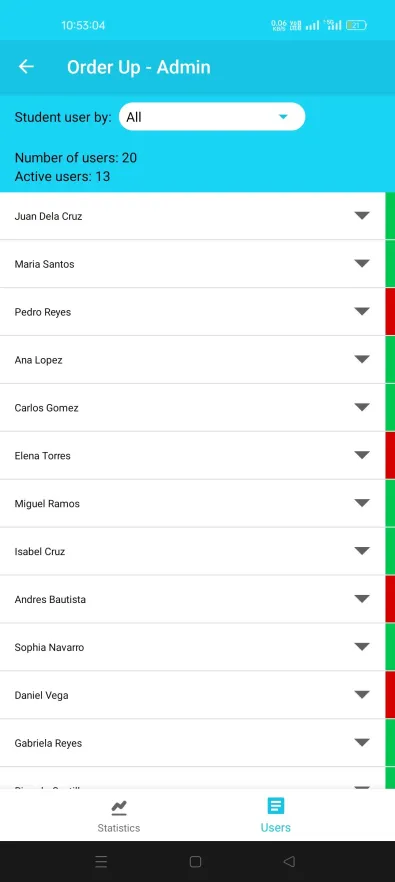 10:53:04
0.06 KB/S
Order Up - Admin
Student user by: All
Number of users: 20
Active users: 13
Juan Dela Cruz
Maria Santos
Pedro Reyes
Ana Lopez
Carlos Gomez
Elena Torres
Miguel Ramos
Isabel Cruz
Andres Bautista
Sophia Navarro
Daniel Vega
Gabriela Reyes
Statistics
Users